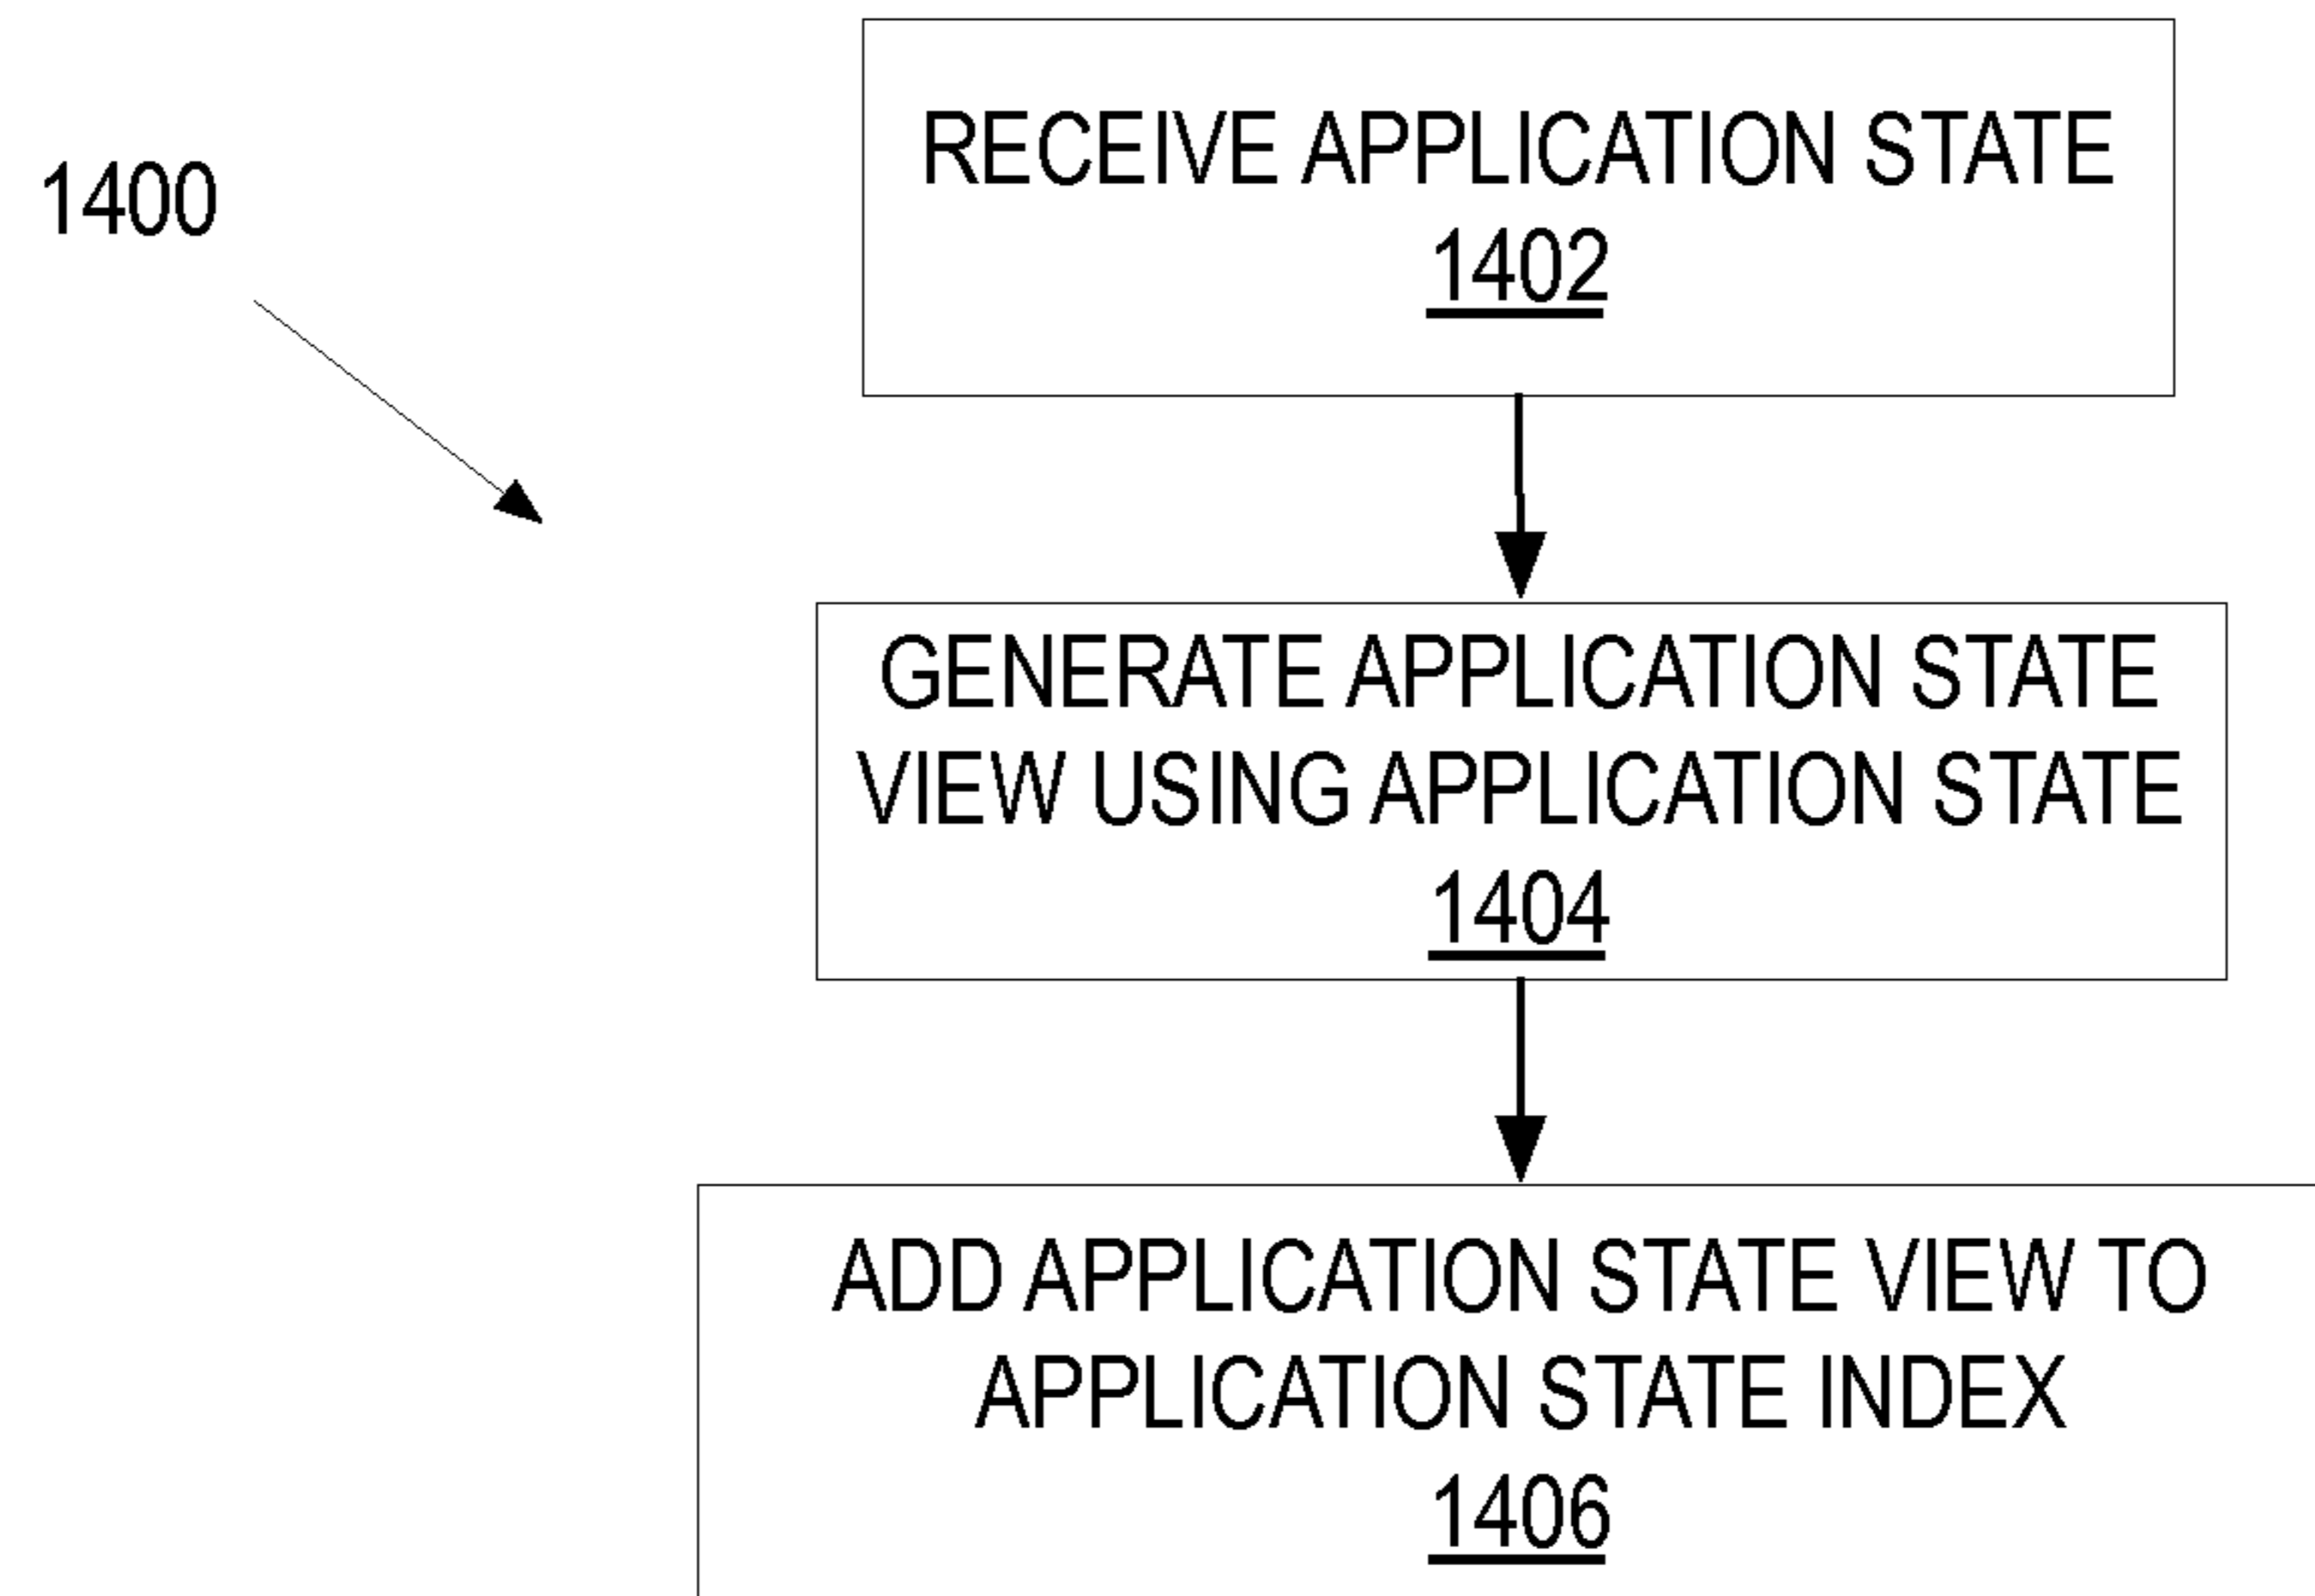 1400
RECEIVE APPLICATION STATE
1402
GENERATE APPLICATION STATE
VIEW USING APPLICATION STATE
1404
ADD APPLICATION STATE VIEW TO
APPLICATION STATE INDEX
1406